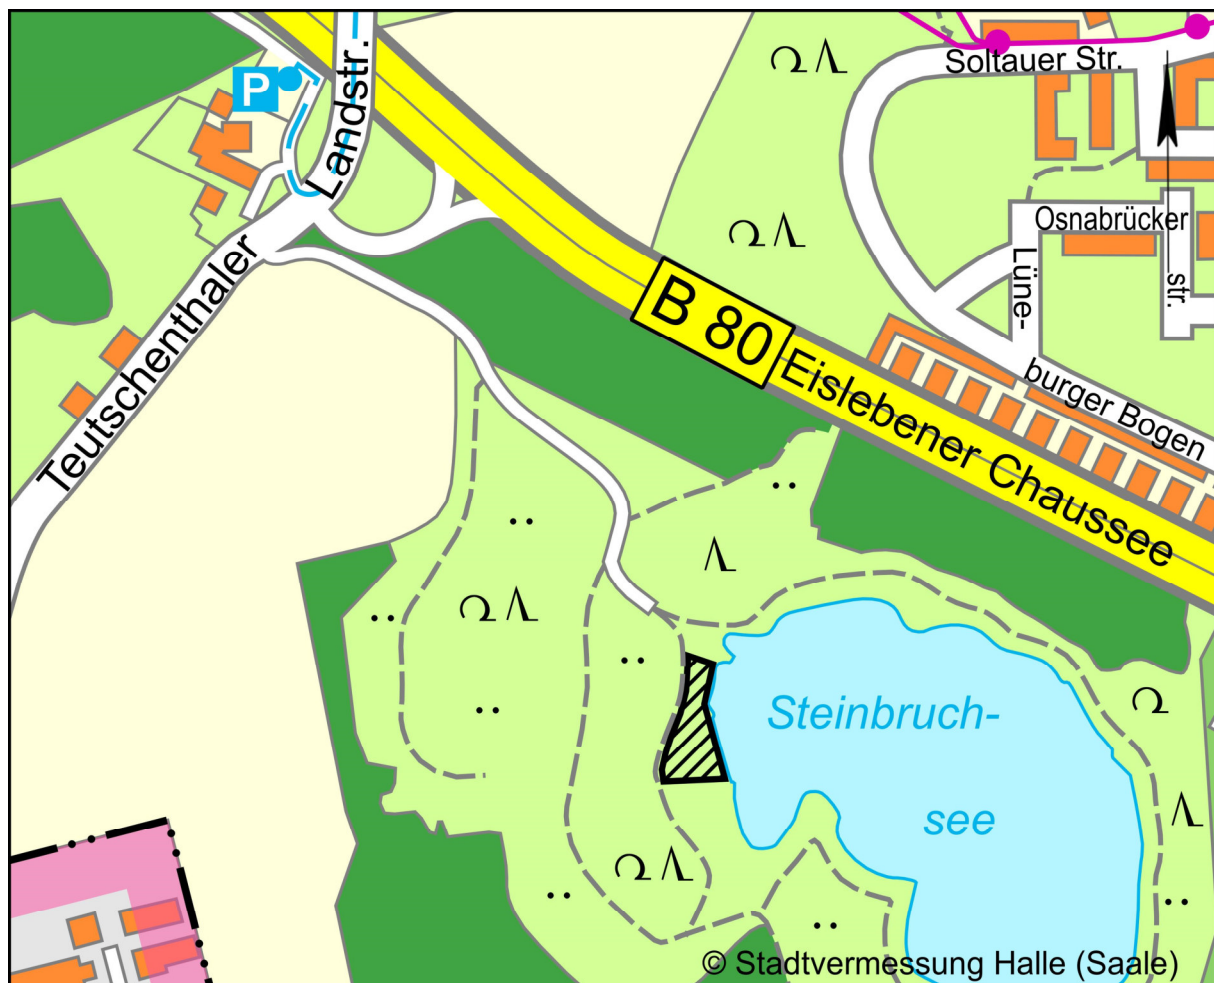 P
Landstr.
Teutschenthaler
Soltauer Str.
Osnabrücker
str.
Lüne-
burger Bogen
B 80
Eislebener Chaussee
Steinbruch-
see
© Stadtvermessung Halle (Saale)